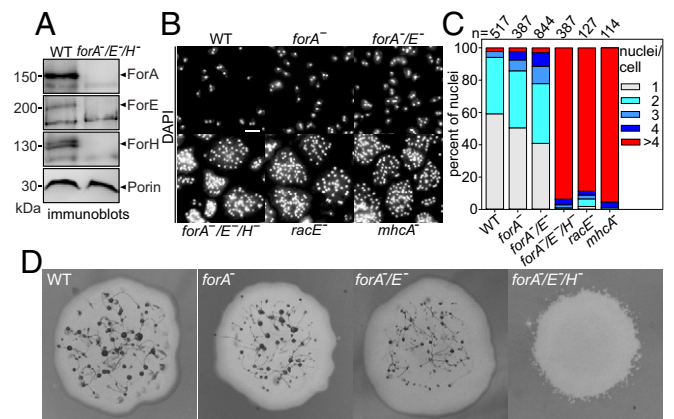 A
WT forA⁻/E⁻/H⁻
150
ForA
200
ForE
130
ForH
30
Porin
kDa
immunoblots
B
WT forA⁻ forA⁻/E⁻
DAPI
forA⁻/E⁻/H⁻ racE⁻ mhcA⁻
C
n= 517 387 844 387 127 114
percent of nuclei
100
80
60
40
20
0
WT forA⁻ forA⁻/E⁻ forA⁻/E⁻/H⁻ racE⁻ mhcA⁻
nuclei/
cell
1
2
3
4
>4
D
WT forA⁻ forA⁻/E⁻ forA⁻/E⁻/H⁻